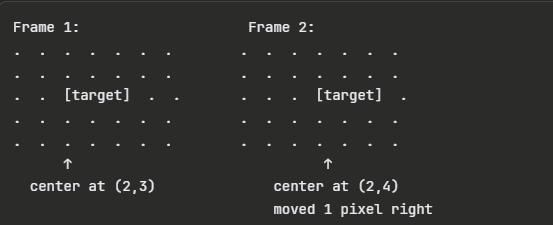 Frame 1:                    Frame 2:
.  .  .  .  .  .  .        .  .  .  .  .  .  .
.  .  .  .  .  .  .        .  .  .  .  .  .  .
.  .  [target]  .  .       .  .  .  [target]  .
.  .  .  .  .  .  .        .  .  .  .  .  .  .
.  .  .  .  .  .  .        .  .  .  .  .  .  .
      ↑                              ↑
  center at (2,3)              center at (2,4)
                               moved 1 pixel right